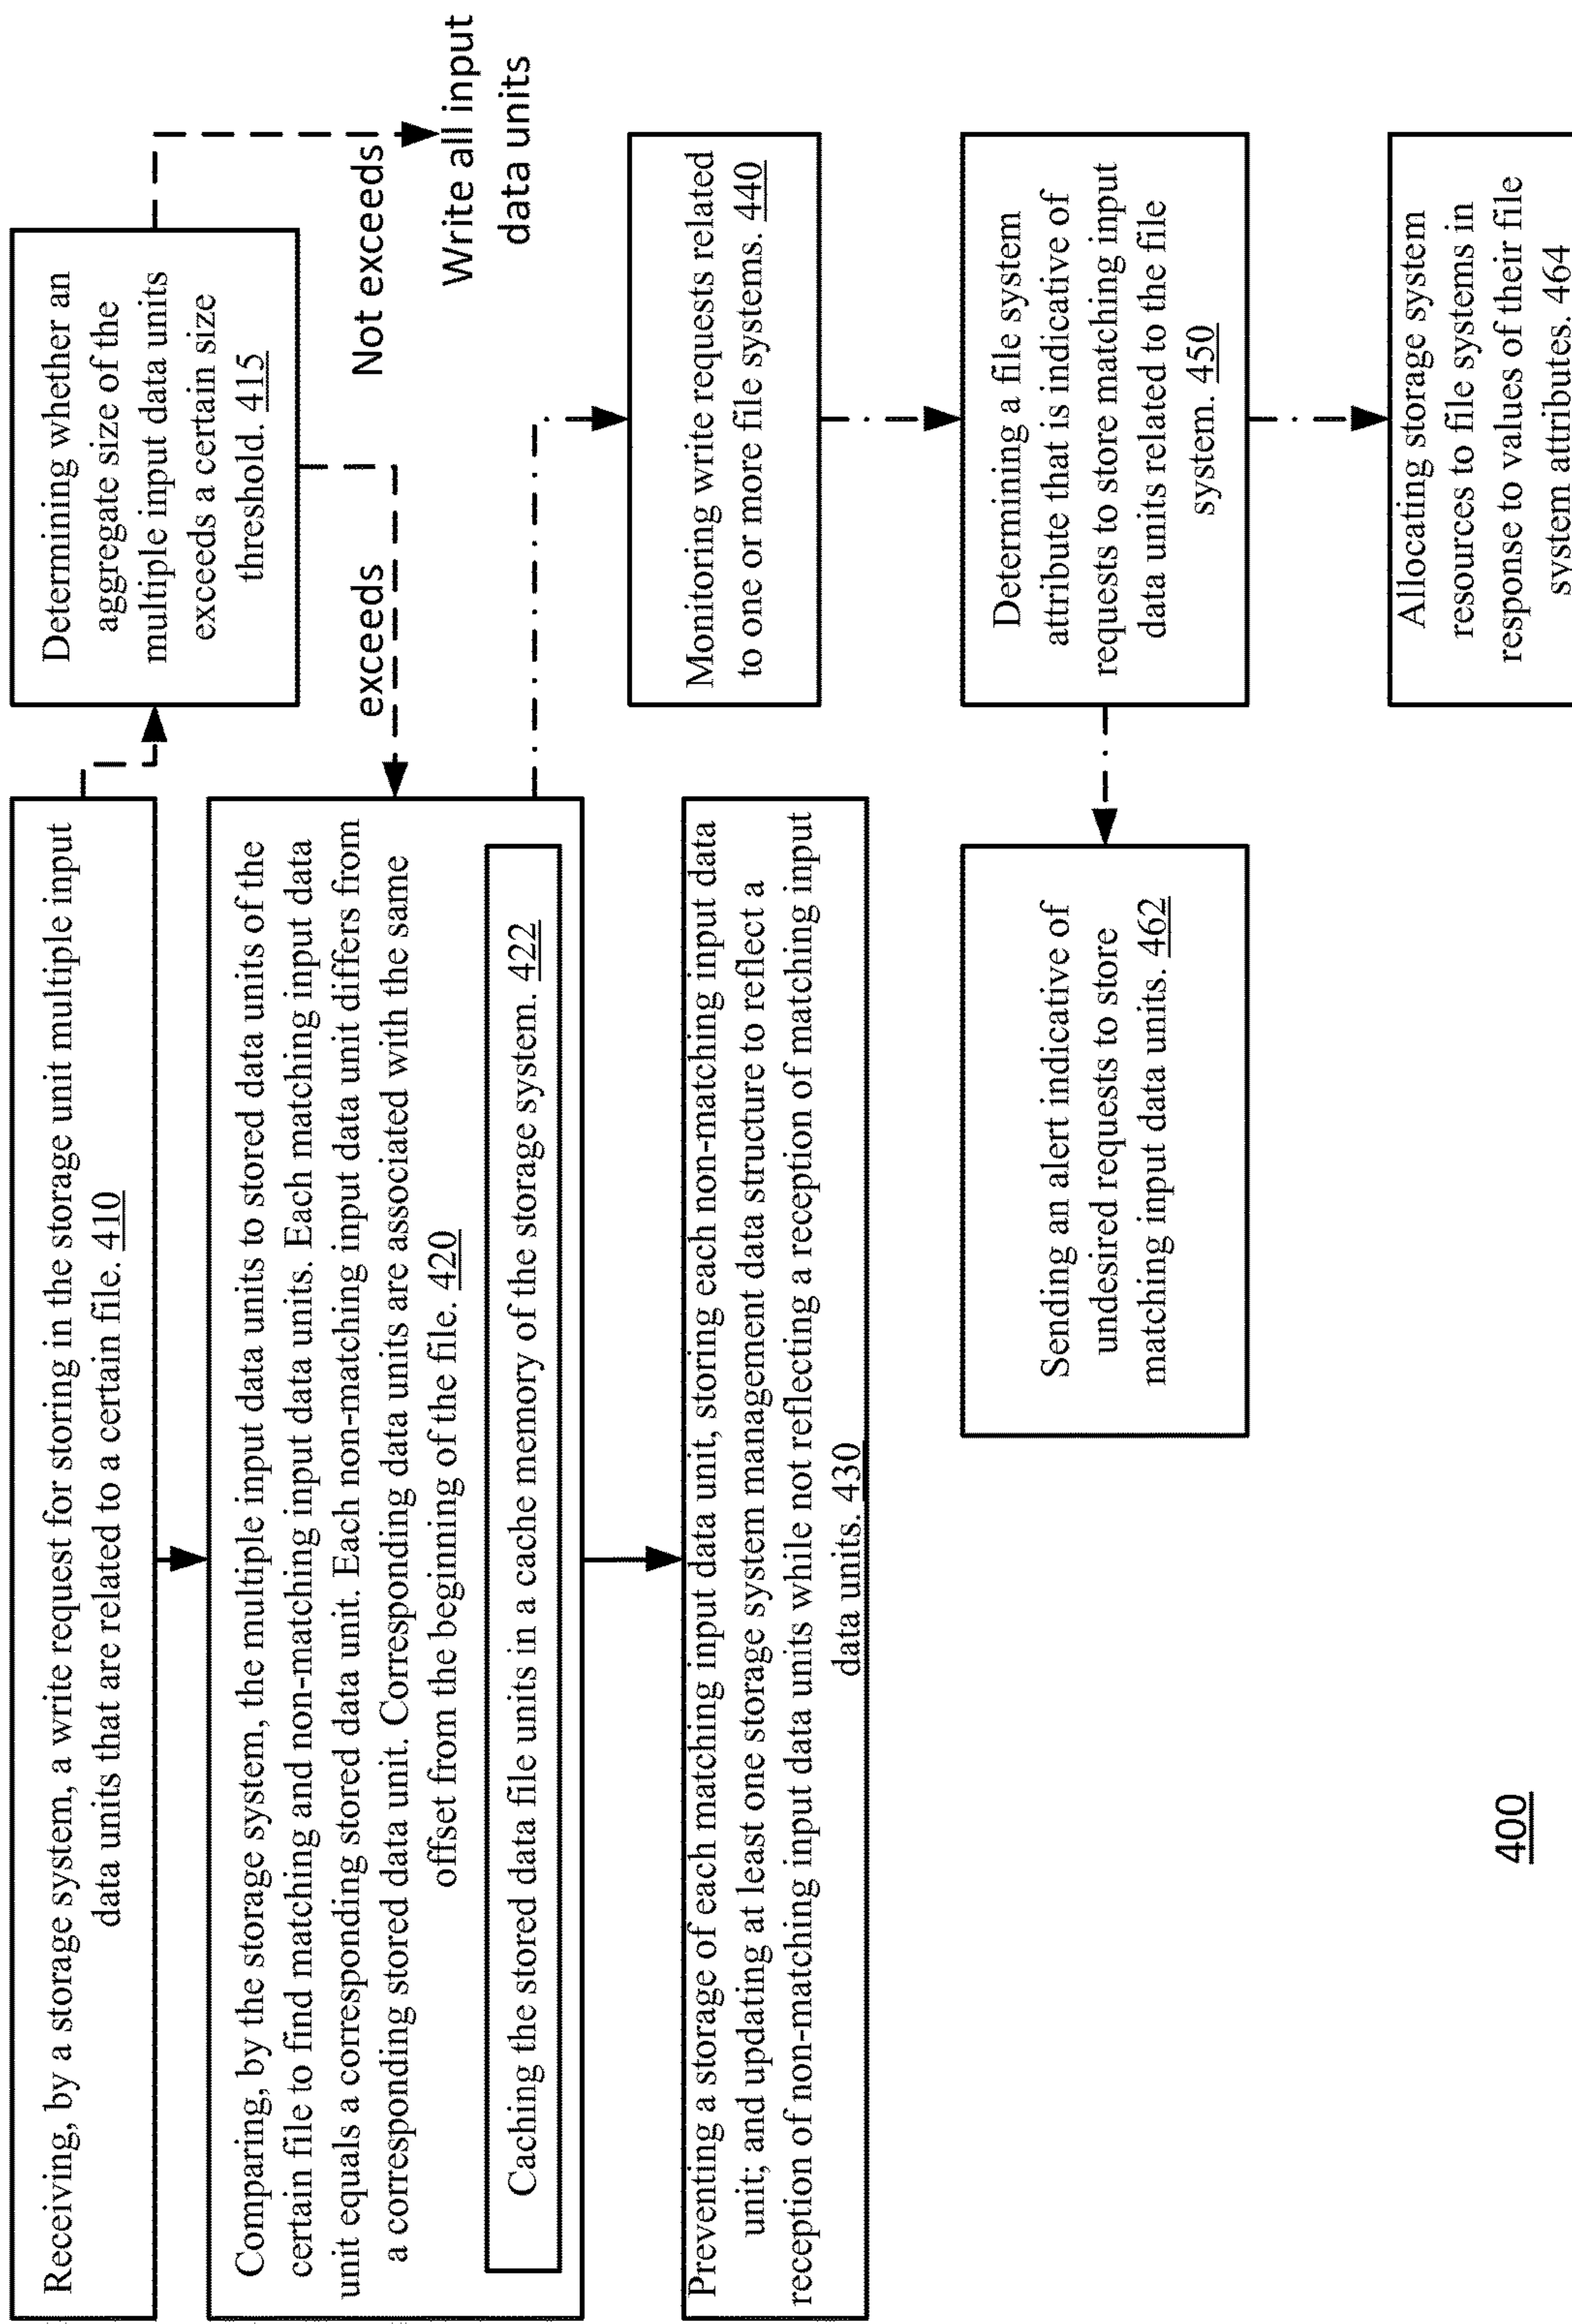 Receiving, by a storage system, a write request for storing in the storage unit multiple input
data units that are related to a certain file. 410
Determining whether an
aggregate size of the
multiple input data units
exceeds a certain size
threshold. 415
exceeds
Not exceeds
Write all input
data units
Comparing, by the storage system, the multiple input data units to stored data units of the
certain file to find matching and non-matching input data units. Each matching input data
unit equals a corresponding stored data unit. Each non-matching input data unit differs from
a corresponding stored data unit. Corresponding data units are associated with the same
offset from the beginning of the file. 420
Caching the stored data file units in a cache memory of the storage system. 422
Preventing a storage of each matching input data unit, storing each non-matching input data
unit; and updating at least one storage system management data structure to reflect a
reception of non-matching input data units while not reflecting a reception of matching input
data units. 430
Monitoring write requests related
to one or more file systems. 440
Determining a file system
attribute that is indicative of
requests to store matching input
data units related to the file
system. 450
Sending an alert indicative of
undesired requests to store
matching input data units. 462
Allocating storage system
resources to file systems in
response to values of their file
system attributes. 464
400